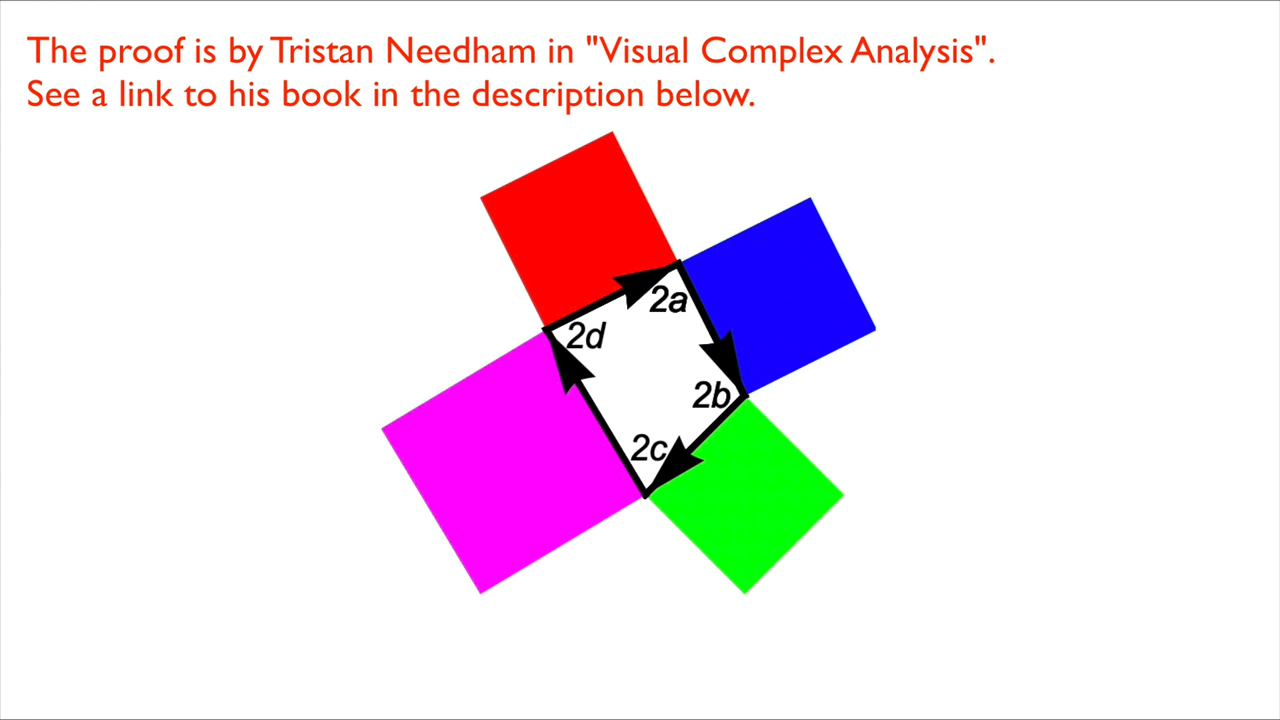 The proof is by Tristan Needham in "Visual Complex Analysis".
See a link to his book in the description below.
2a
2d
2b
2c